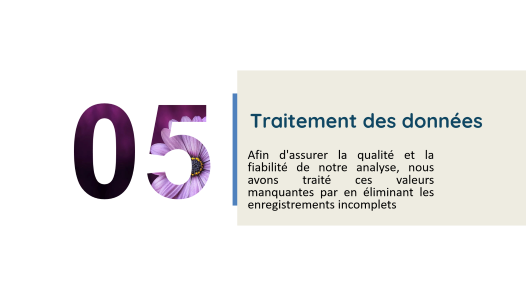 05
Traitement des données
Afin d'assurer la qualité et la
fiabilité de notre analyse, nous
avons traité ces valeurs
manquantes par en éliminant les
enregistrements incomplets